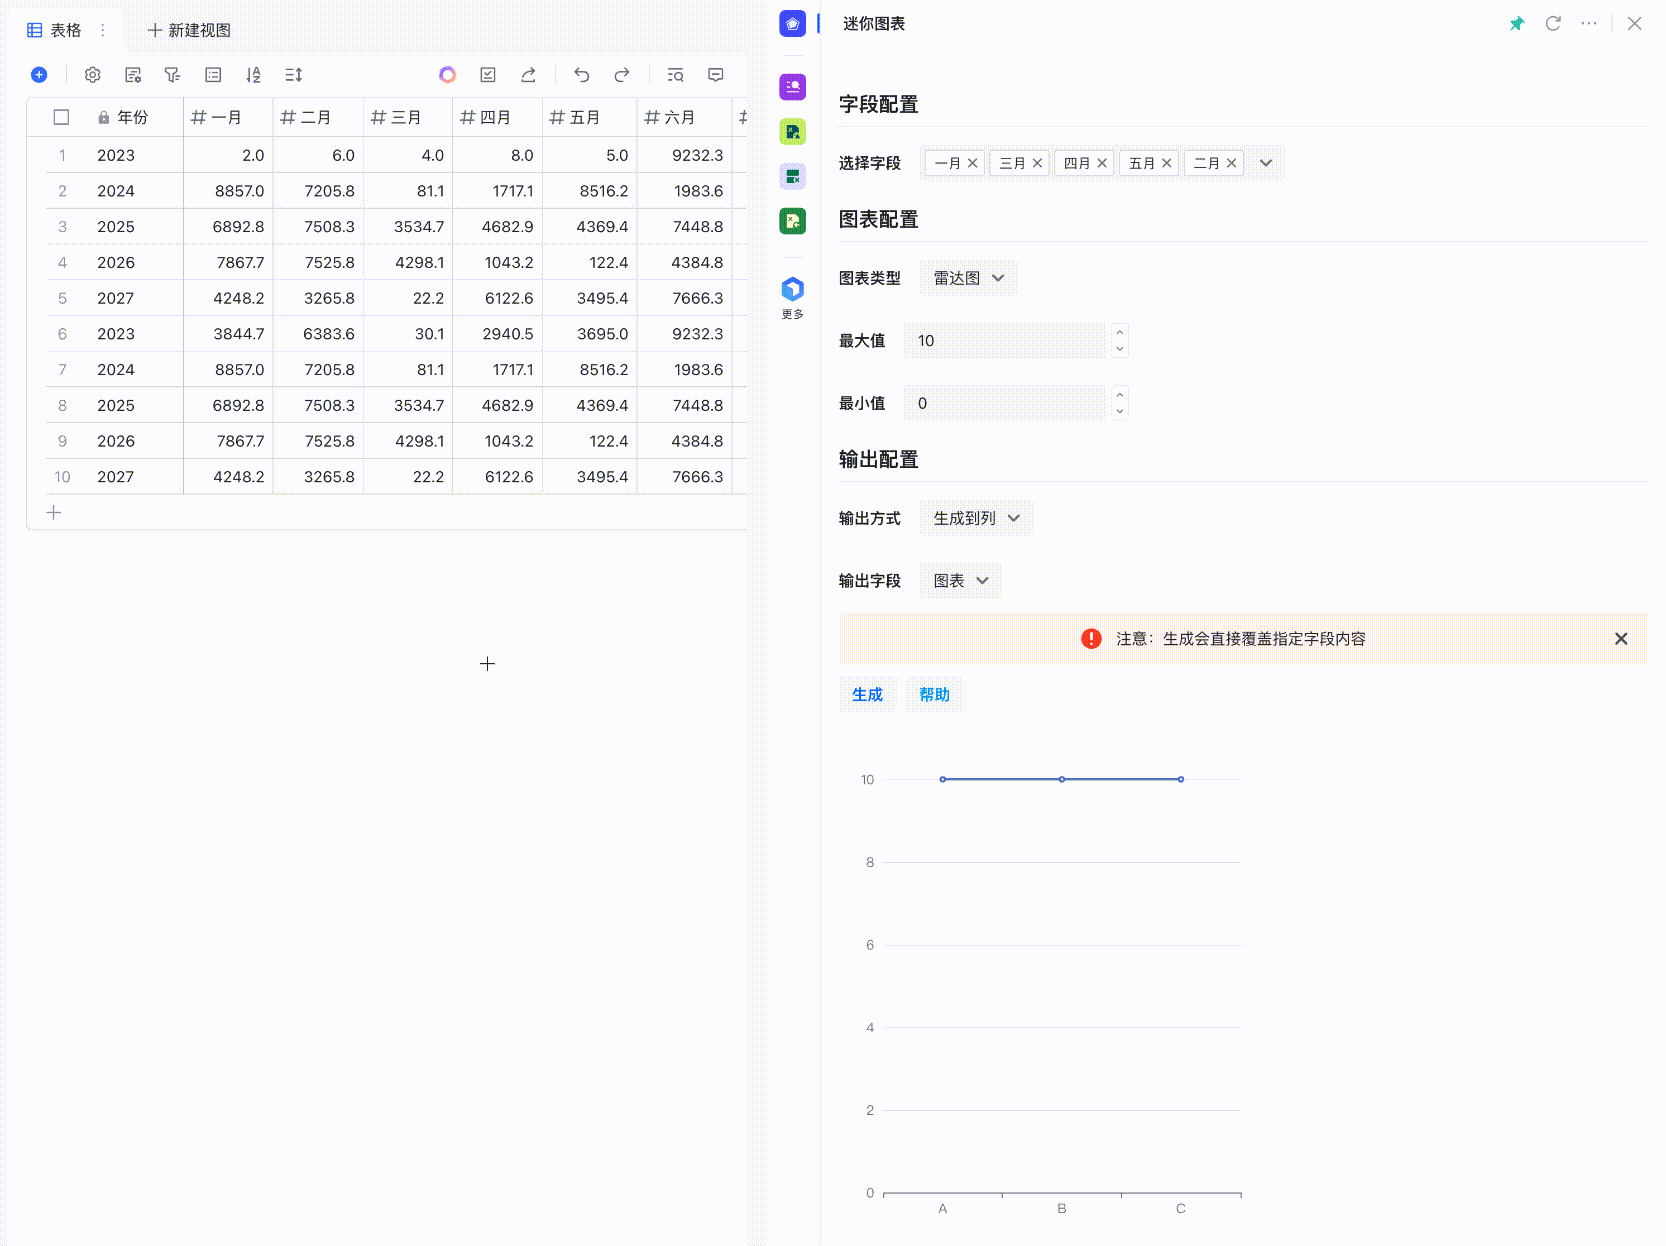 表格
新建视图
年份 一月 二月 三月 四月 五月 六月
1 2023 2.0 6.0 4.0 8.0 5.0 9232.3
2 2024 8857.0 7205.8 81.1 1717.1 8516.2 1983.6
3 2025 6892.8 7508.3 3534.7 4682.9 4369.4 7448.8
4 2026 7867.7 7525.8 4298.1 1043.2 122.4 4384.8
5 2027 4248.2 3265.8 22.2 6122.6 3495.4 7666.3
6 2023 3844.7 6383.6 30.1 2940.5 3695.0 9232.3
7 2024 8857.0 7205.8 81.1 1717.1 8516.2 1983.6
8 2025 6892.8 7508.3 3534.7 4682.9 4369.4 7448.8
9 2026 7867.7 7525.8 4298.1 1043.2 122.4 4384.8
10 2027 4248.2 3265.8 22.2 6122.6 3495.4 7666.3
更多
迷你图表
字段配置
选择字段 一月 三月 四月 五月 二月
图表配置
图表类型 雷达图
最大值 10
最小值 0
输出配置
输出方式 生成到列
输出字段 图表
注意：生成会直接覆盖指定字段内容
生成 帮助
10
8
6
4
2
0
A B C